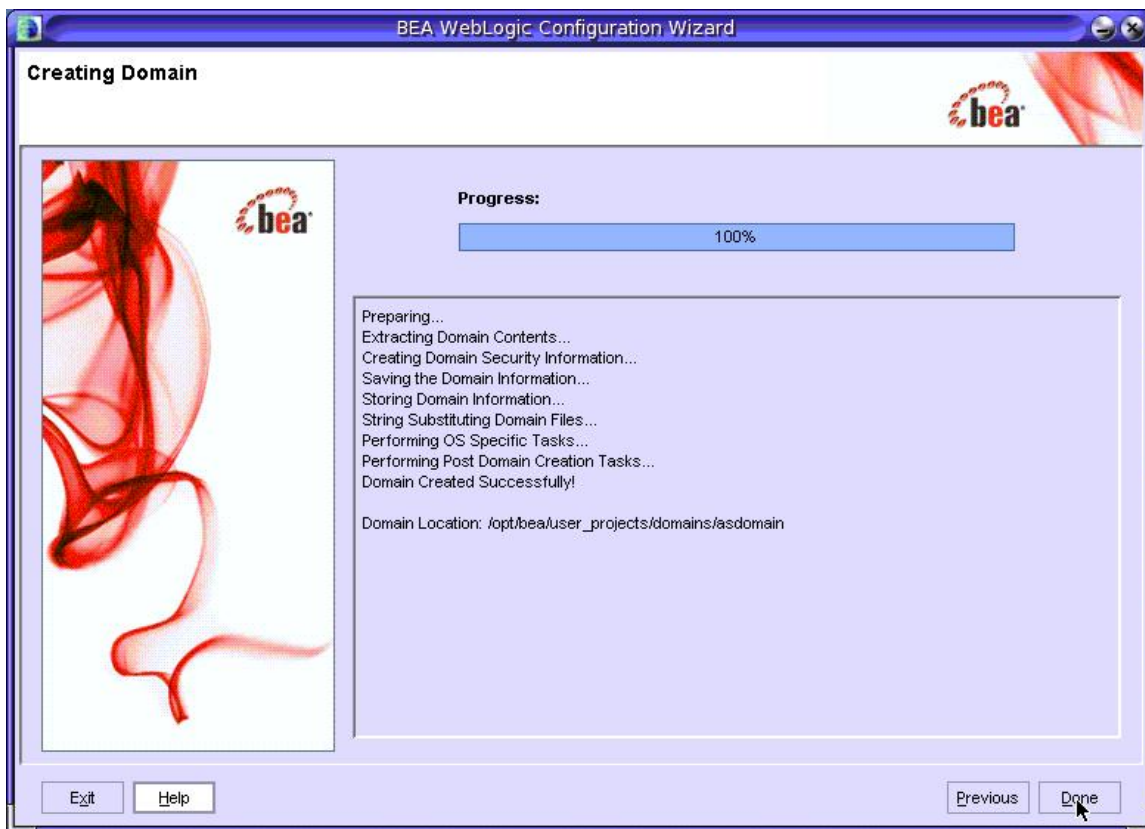 BEA WebLogic Configuration Wizard
Creating Domain
bea
bea
Progress:
100%
Preparing...
Extracting Domain Contents...
Creating Domain Security Information...
Saving the Domain Information...
Storing Domain Information...
String Substituting Domain Files...
Performing OS Specific Tasks...
Performing Post Domain Creation Tasks...
Domain Created Successfully!
Domain Location: /opt/bea/user_projects/domains/asdomain
Exit Help Previous Done